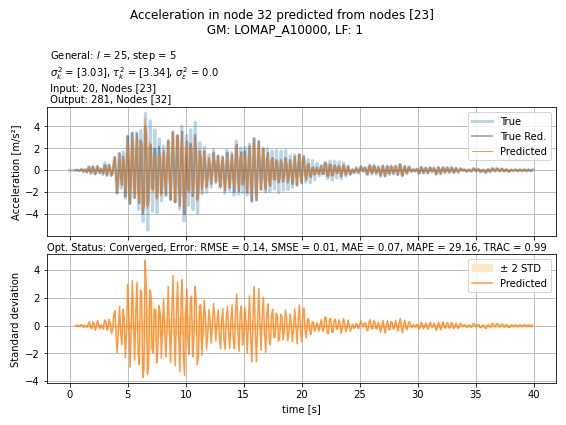 Acceleration in node 32 predicted from nodes [23]
GM: LOMAP_A10000, LF: 1
General: l = 25, step = 5
σ²ₖ = [3.03], τ²ₖ = [3.34], σ²ε = 0.0
Input: 20, Nodes [23]
Output: 281, Nodes [32]
Acceleration [m/s²]
4
2
0
−2
−4
True
True Red.
Predicted
Opt. Status: Converged, Error: RMSE = 0.14, SMSE = 0.01, MAE = 0.07, MAPE = 29.16, TRAC = 0.99
Standard deviation
4
2
0
−2
−4
± 2 STD
Predicted
0 5 10 15 20 25 30 35 40
time [s]